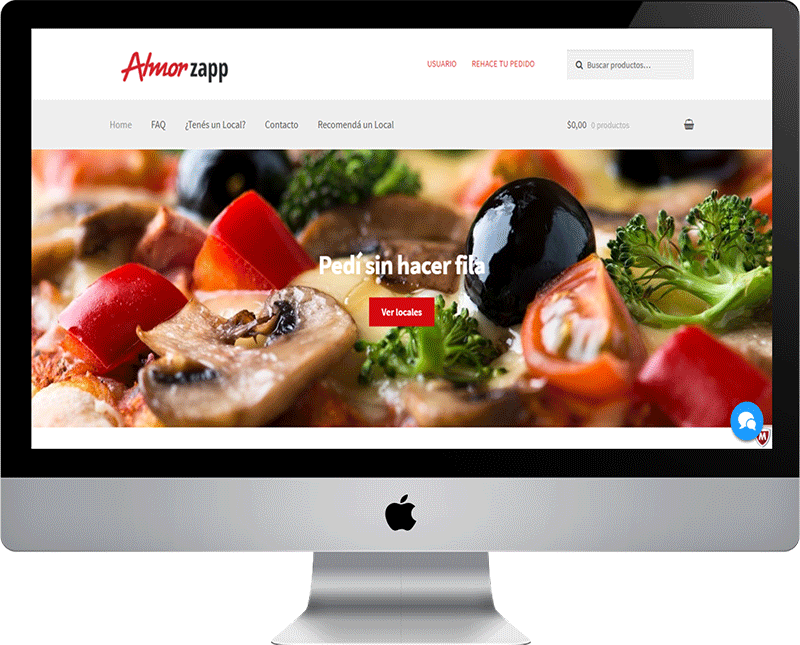 Almorzapp
USUARIO REHACE TU PEDIDO
Buscar productos...
Home FAQ ¿Tenés un Local? Contacto Recomendá un Local
$0,00 0 productos
Pedí sin hacer fila
Ver locales
M